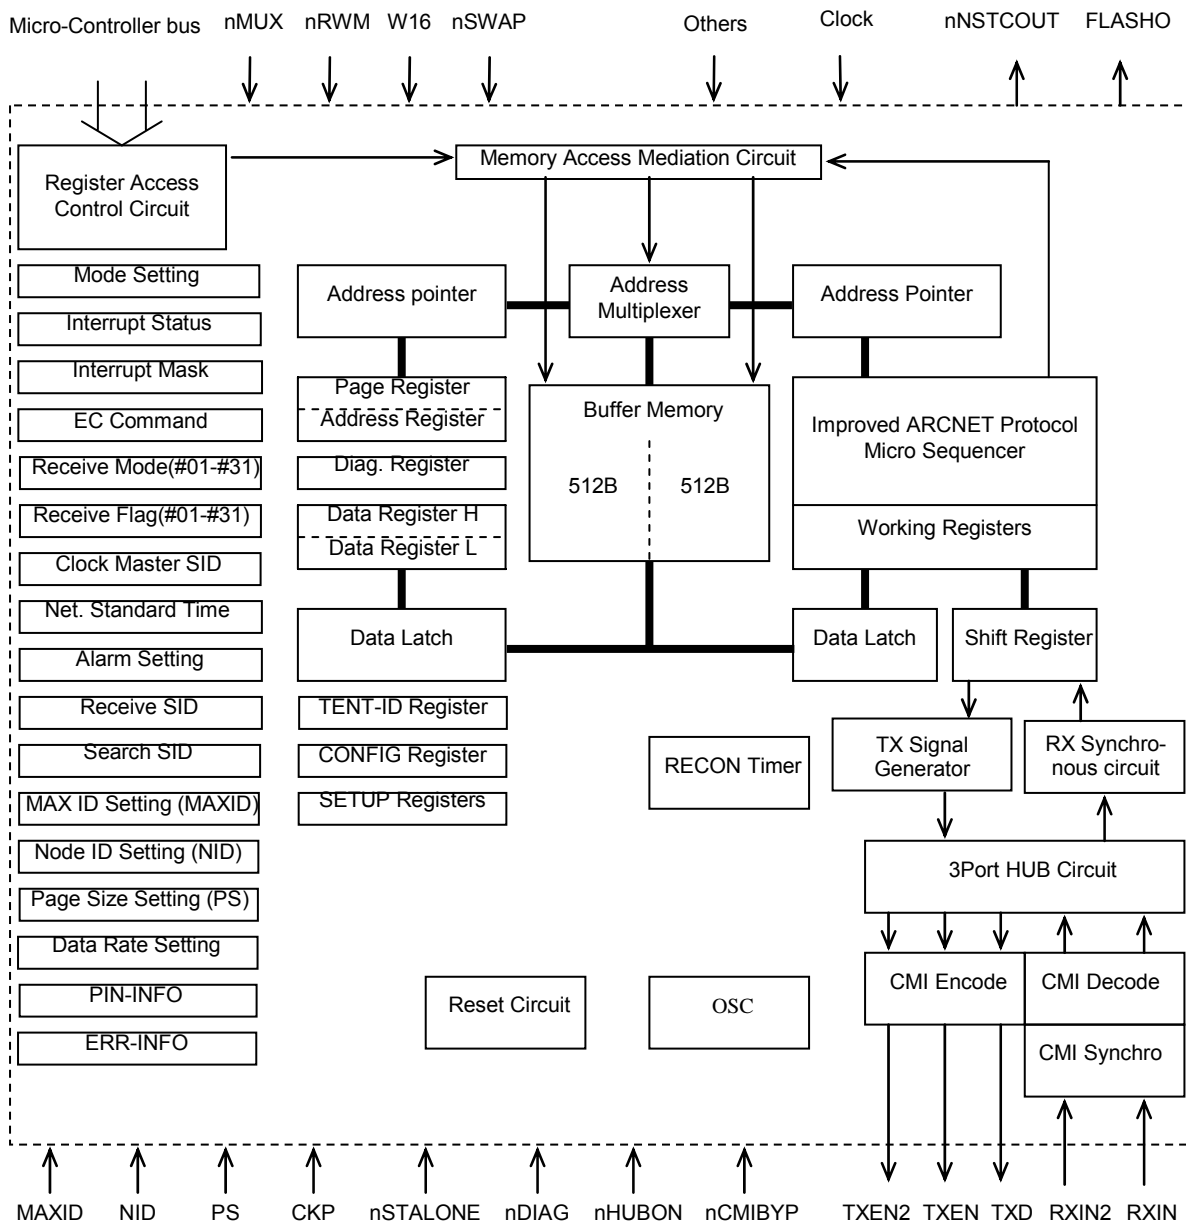 Micro-Controller bus
nMUX
nRWM
W16
nSWAP
Others
Clock
nNSTCOUT
FLASHO
Register Access
Control Circuit
Memory Access Mediation Circuit
Mode Setting
Interrupt Status
Interrupt Mask
EC Command
Receive Mode(#01-#31)
Receive Flag(#01-#31)
Clock Master SID
Net. Standard Time
Alarm Setting
Receive SID
Search SID
MAX ID Setting (MAXID)
Node ID Setting (NID)
Page Size Setting (PS)
Data Rate Setting
PIN-INFO
ERR-INFO
Address pointer
Page Register
Address Register
Diag. Register
Data Register H
Data Register L
Data Latch
TENT-ID Register
CONFIG Register
SETUP Registers
Address
Multiplexer
Buffer Memory
512B
512B
Address Pointer
Improved ARCNET Protocol
Micro Sequencer
Working Registers
Data Latch
Shift Register
RECON Timer
TX Signal
Generator
RX Synchro-
nous circuit
3Port HUB Circuit
Reset Circuit
OSC
CMI Encode
CMI Decode
CMI Synchro
MAXID
NID
PS
CKP
nSTALONE
nDIAG
nHUBON
nCMIBYP
TXEN2
TXEN
TXD
RXIN2
RXIN